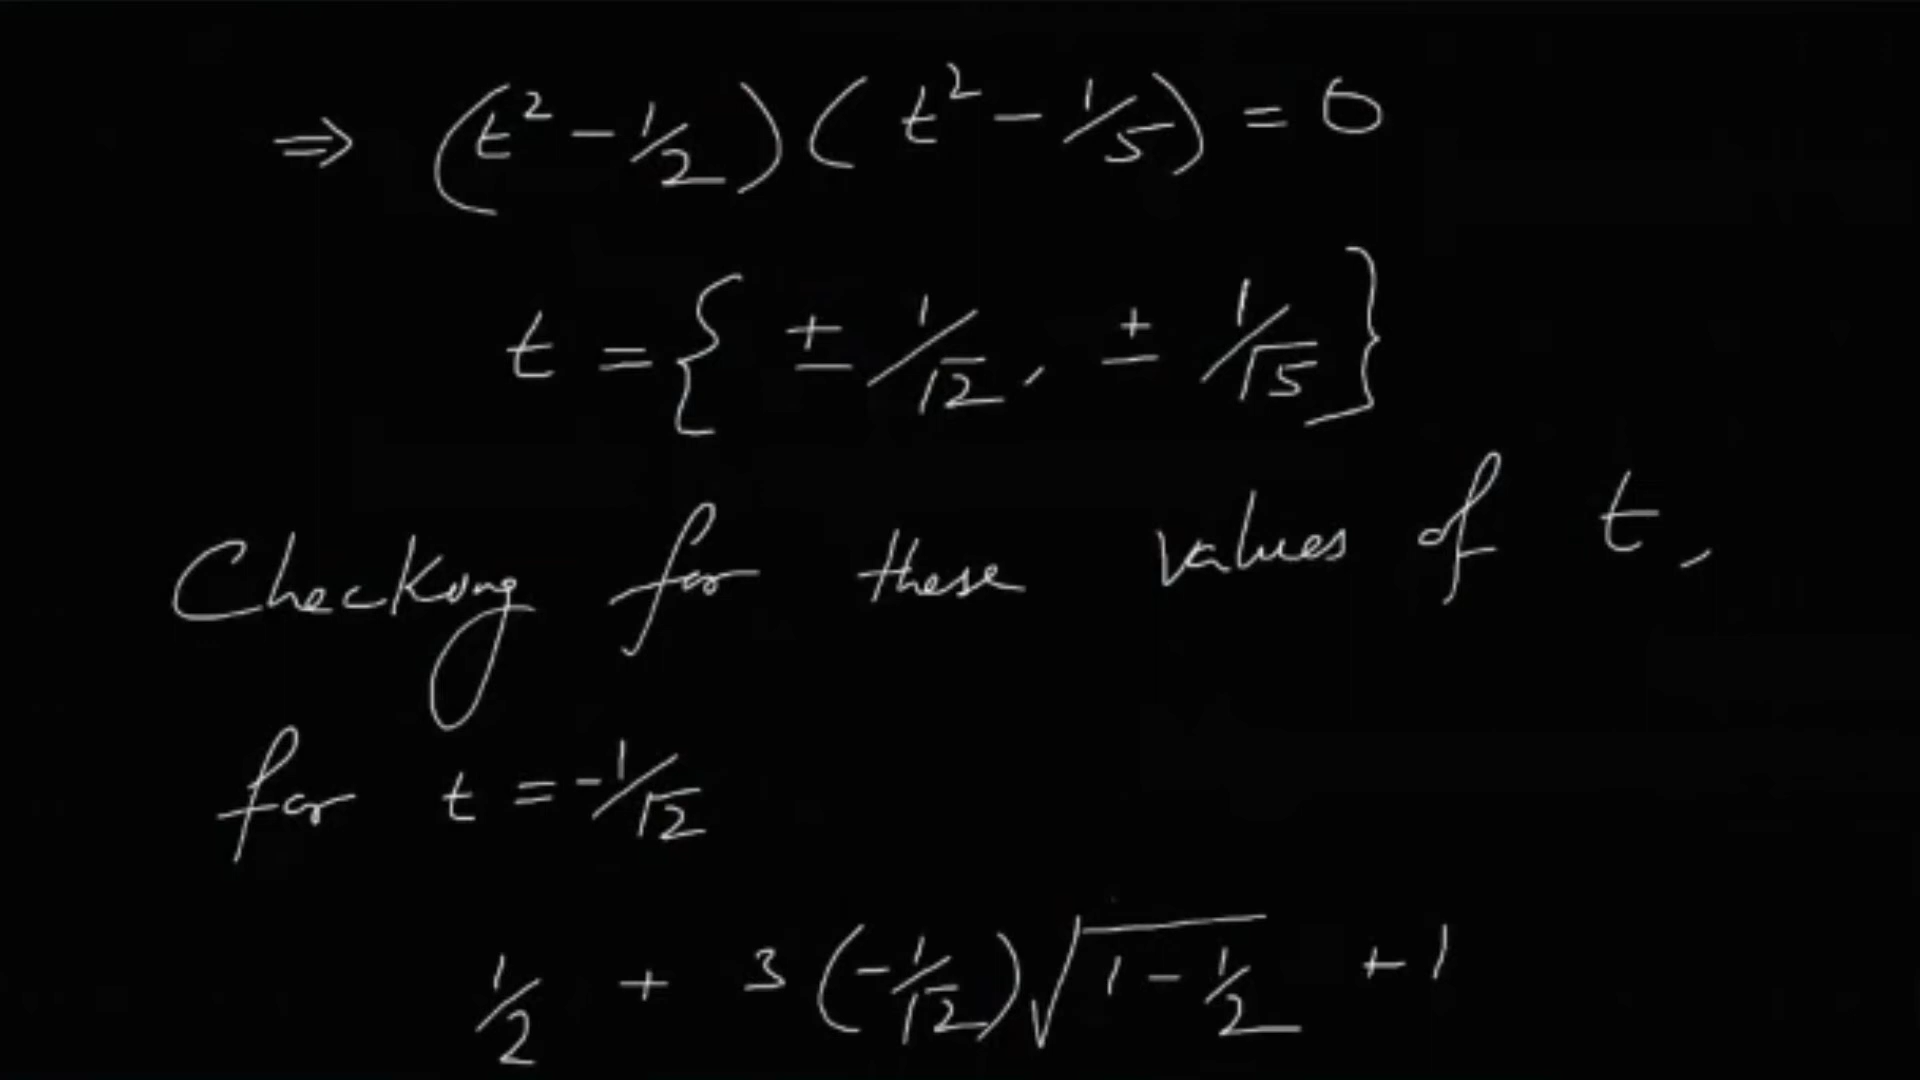 ⇒ (t² - 1/2)(t² - 1/5) = 0
t = { ± 1/√2, ± 1/√5 }
Checking for these values of t,
for t = -1/√2
1/2 + 3(-1/√2)√(1 - 1/2) + 1